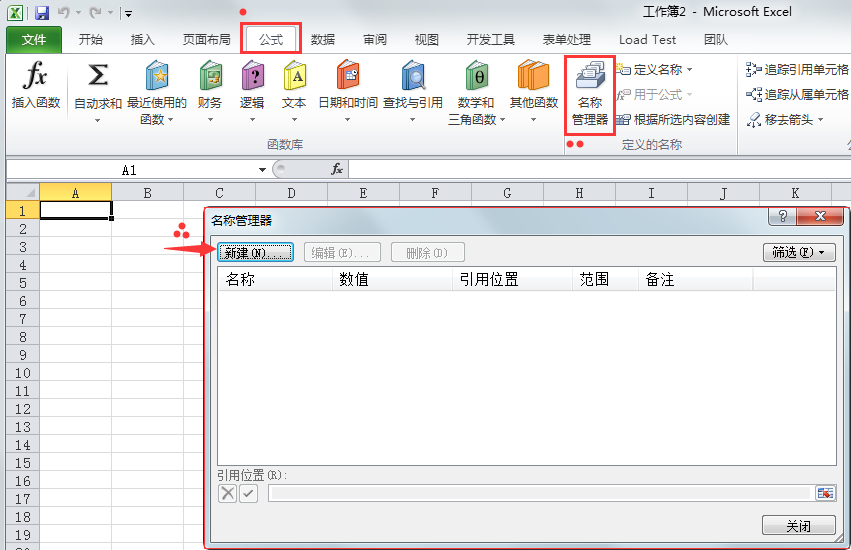 工作簿2 - Microsoft Excel
文件 开始 插入 页面布局 公式 数据 审阅 视图 开发工具 表单处理 Load Test 团队
fx Σ ? A θ
插入函数 自动求和 最近使用的函数 财务 逻辑 文本 日期和时间 查找与引用 数学和三角函数 其他函数 名称管理器
定义名称
用于公式
根据所选内容创建
追踪引用单元格
追踪从属单元格
移去箭头
函数库 定义的名称
A1 fx
A B C D E F G H I J K
1
2
3
4
5
6
7
8
9
10
11
12
13
14
15
16
17
18
19
名称管理器
新建(N)... 编辑(E)... 删除(D) 筛选(F)
名称 数值 引用位置 范围 备注
引用位置(R):
关闭